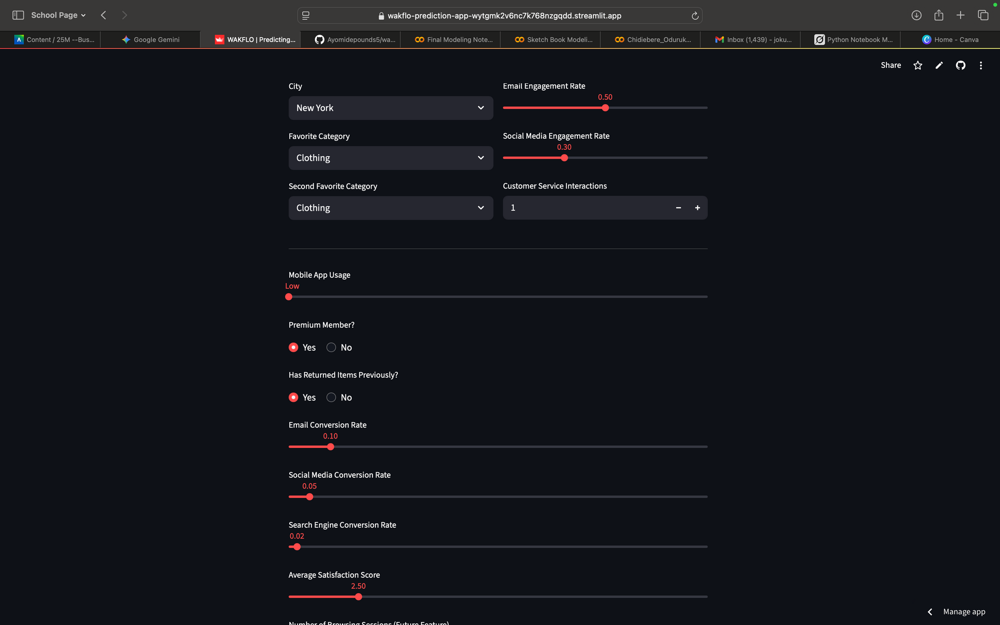 School Page
wakflo-prediction-app-wytgmk2v6nc7k768nzgqdd.streamlit.app
Content / 25M --Bus...
Google Gemini
WAKFLO | Predicting...
Ayomidepounds5/wa...
Final Modeling Note...
Sketch Book Modeli...
Chidiebere_Oduruk...
Inbox (1,439) - joku...
Python Notebook M...
Home - Canva
Share
City
New York
Email Engagement Rate
0.50
Favorite Category
Clothing
Social Media Engagement Rate
0.30
Second Favorite Category
Clothing
Customer Service Interactions
1
Mobile App Usage
Low
Premium Member?
Yes No
Has Returned Items Previously?
Yes No
Email Conversion Rate
0.10
Social Media Conversion Rate
0.05
Search Engine Conversion Rate
0.02
Average Satisfaction Score
2.50
Number of Browsing Sessions (Future Feature)
Manage app